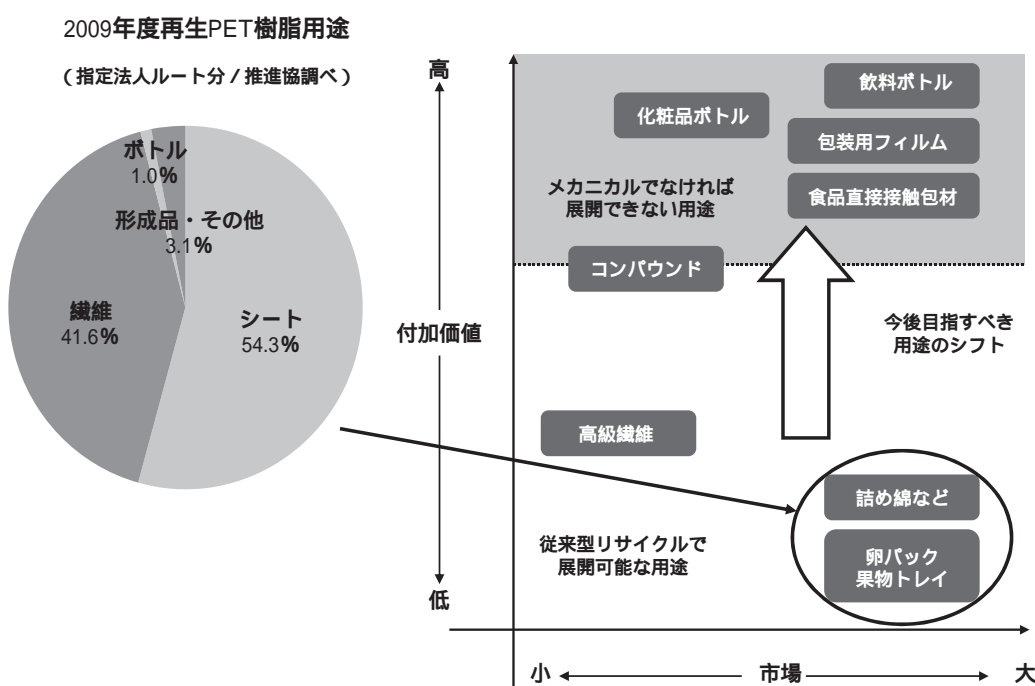 2009年度再生PET樹脂用途
(指定法人ルート分/推進協調べ)
ボトル
1.0%
形成品・その他
3.1%
繊維
41.6%
シート
54.3%
高
付加価値
低
飲料ボトル
化粧品ボトル
包装用フィルム
メカニカルでなければ
展開できない用途
食品直接接触包材
コンパウンド
今後目指すべき
用途のシフト
高級繊維
詰め綿など
従来型リサイクルで
展開可能な用途
卵パック
果物トレイ
小
市場
大